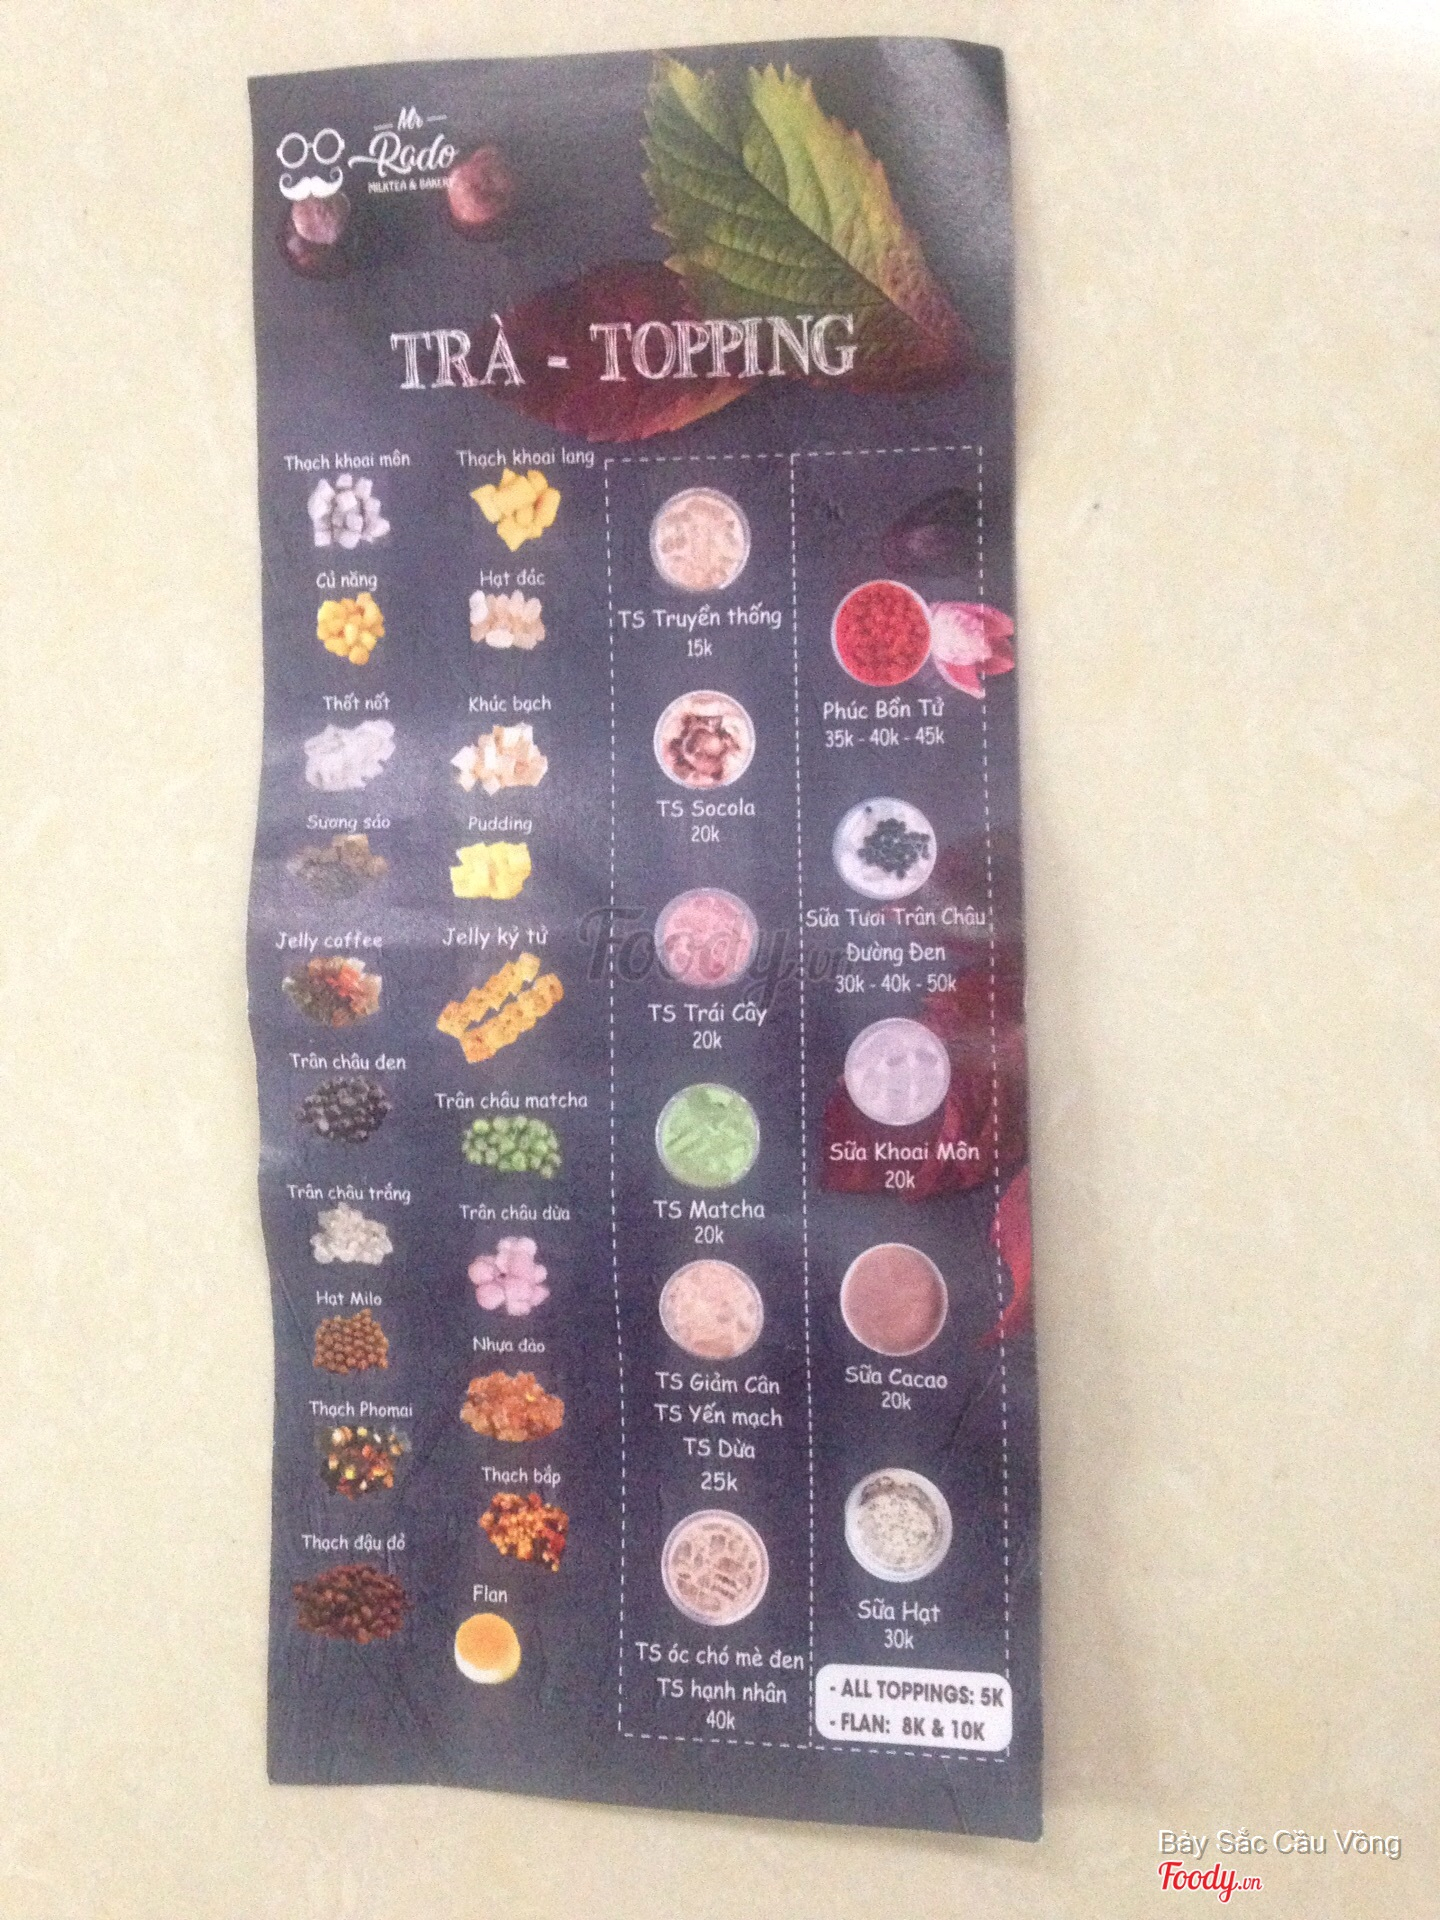 Mr
Rado
MILKTEA & BAKERY
TRÀ - TOPPING
Thạch khoai môn
Thạch khoai lang
Củ năng
Hạt đác
Thốt nốt
Khúc bạch
Sương sáo
Pudding
Jelly coffee
Jelly kỷ tử
Trân châu đen
Trân châu matcha
Trân châu trắng
Trân châu dừa
Hạt Milo
Nhựa đào
Thạch Phomai
Thạch bắp
Thạch đậu đỏ
Flan
TS Truyền thống
15k
TS Socola
20k
TS Trái Cây
20k
TS Matcha
20k
TS Giảm Cân
TS Yến mạch
TS Dừa
25k
TS óc chó mè đen
TS hạnh nhân
40k
Phúc Bồn Tử
35k - 40k - 45k
Sữa Tươi Trân Châu
Đường Đen
30k - 40k - 50k
Sữa Khoai Môn
20k
Sữa Cacao
20k
Sữa Hạt
30k
- ALL TOPPINGS: 5K
- FLAN: 8K & 10K
Foody.vn
Bảy Sắc Cầu Vồng
Foody.vn